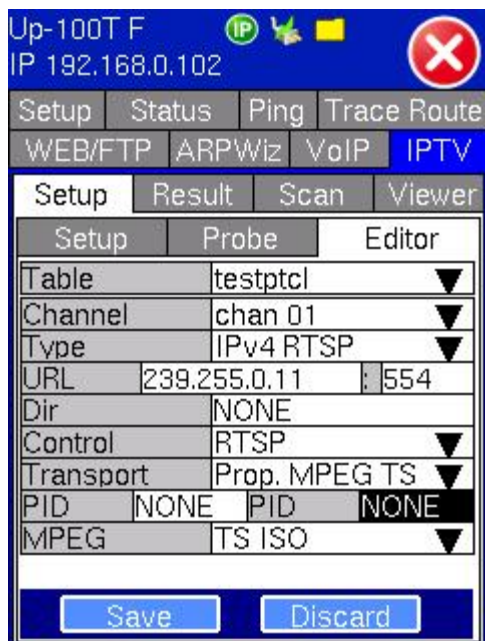 Up-100T F IP
IP 192.168.0.102
Setup Status Ping Trace Route
WEB/FTP ARPWiz VoIP IPTV
Setup Result Scan Viewer
Setup Probe Editor
Table testptcl
Channel chan 01
Type IPv4 RTSP
URL 239.255.0.11 : 554
Dir NONE
Control RTSP
Transport Prop. MPEG TS
PID NONE PID NONE
MPEG TS ISO
Save Discard